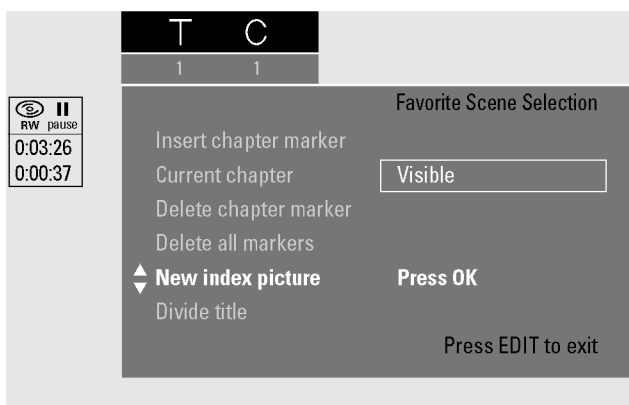 T C
1 1
Favorite Scene Selection
RW pause
0:03:26
0:00:37
Insert chapter marker
Current chapter Visible
Delete chapter marker
Delete all markers
New index picture Press OK
Divide title
Press EDIT to exit